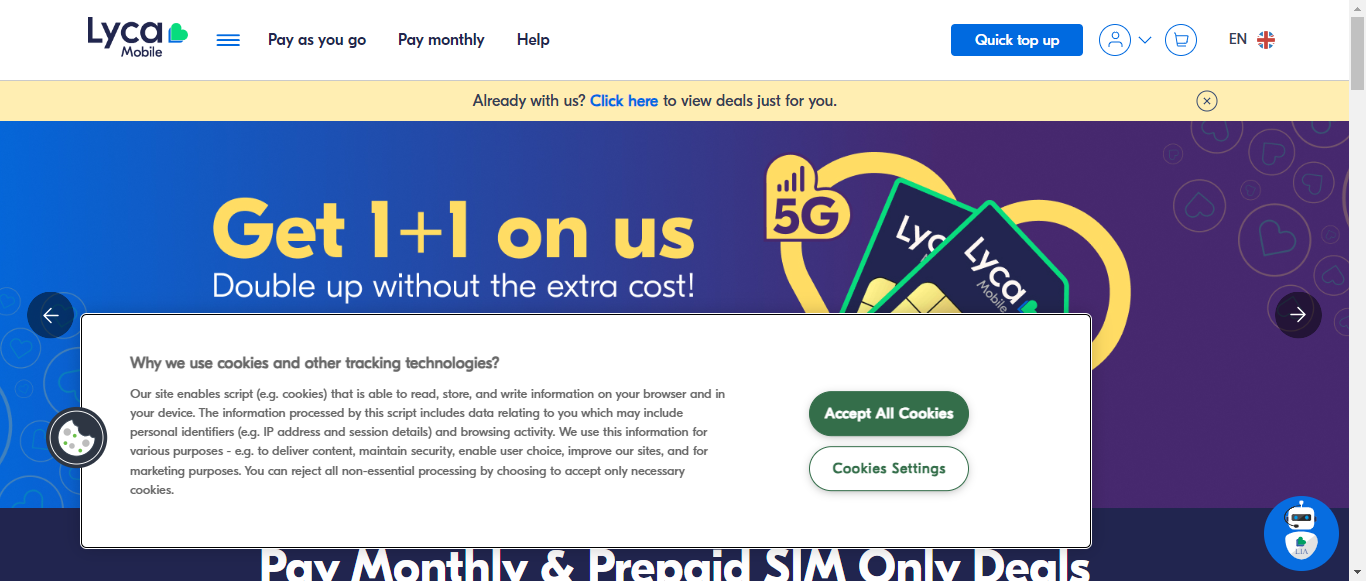 Lyca
Mobile
Pay as you go
Pay monthly
Help
Quick top up
EN
Already with us? Click here to view deals just for you.
Get 1+1 on us
Double up without the extra cost!
5G
Lyca
Lyca
Mobile
Why we use cookies and other tracking technologies?
Our site enables script (e.g. cookies) that is able to read, store, and write information on your browser and in
your device. The information processed by this script includes data relating to you which may include
personal identifiers (e.g. IP address and session details) and browsing activity. We use this information for
various purposes - e.g. to deliver content, maintain security, enable user choice, improve our sites, and for
marketing purposes. You can reject all non-essential processing by choosing to accept only necessary
cookies.
Accept All Cookies
Cookies Settings
LIA
Pay Monthly & Prepaid SIM Only Deals